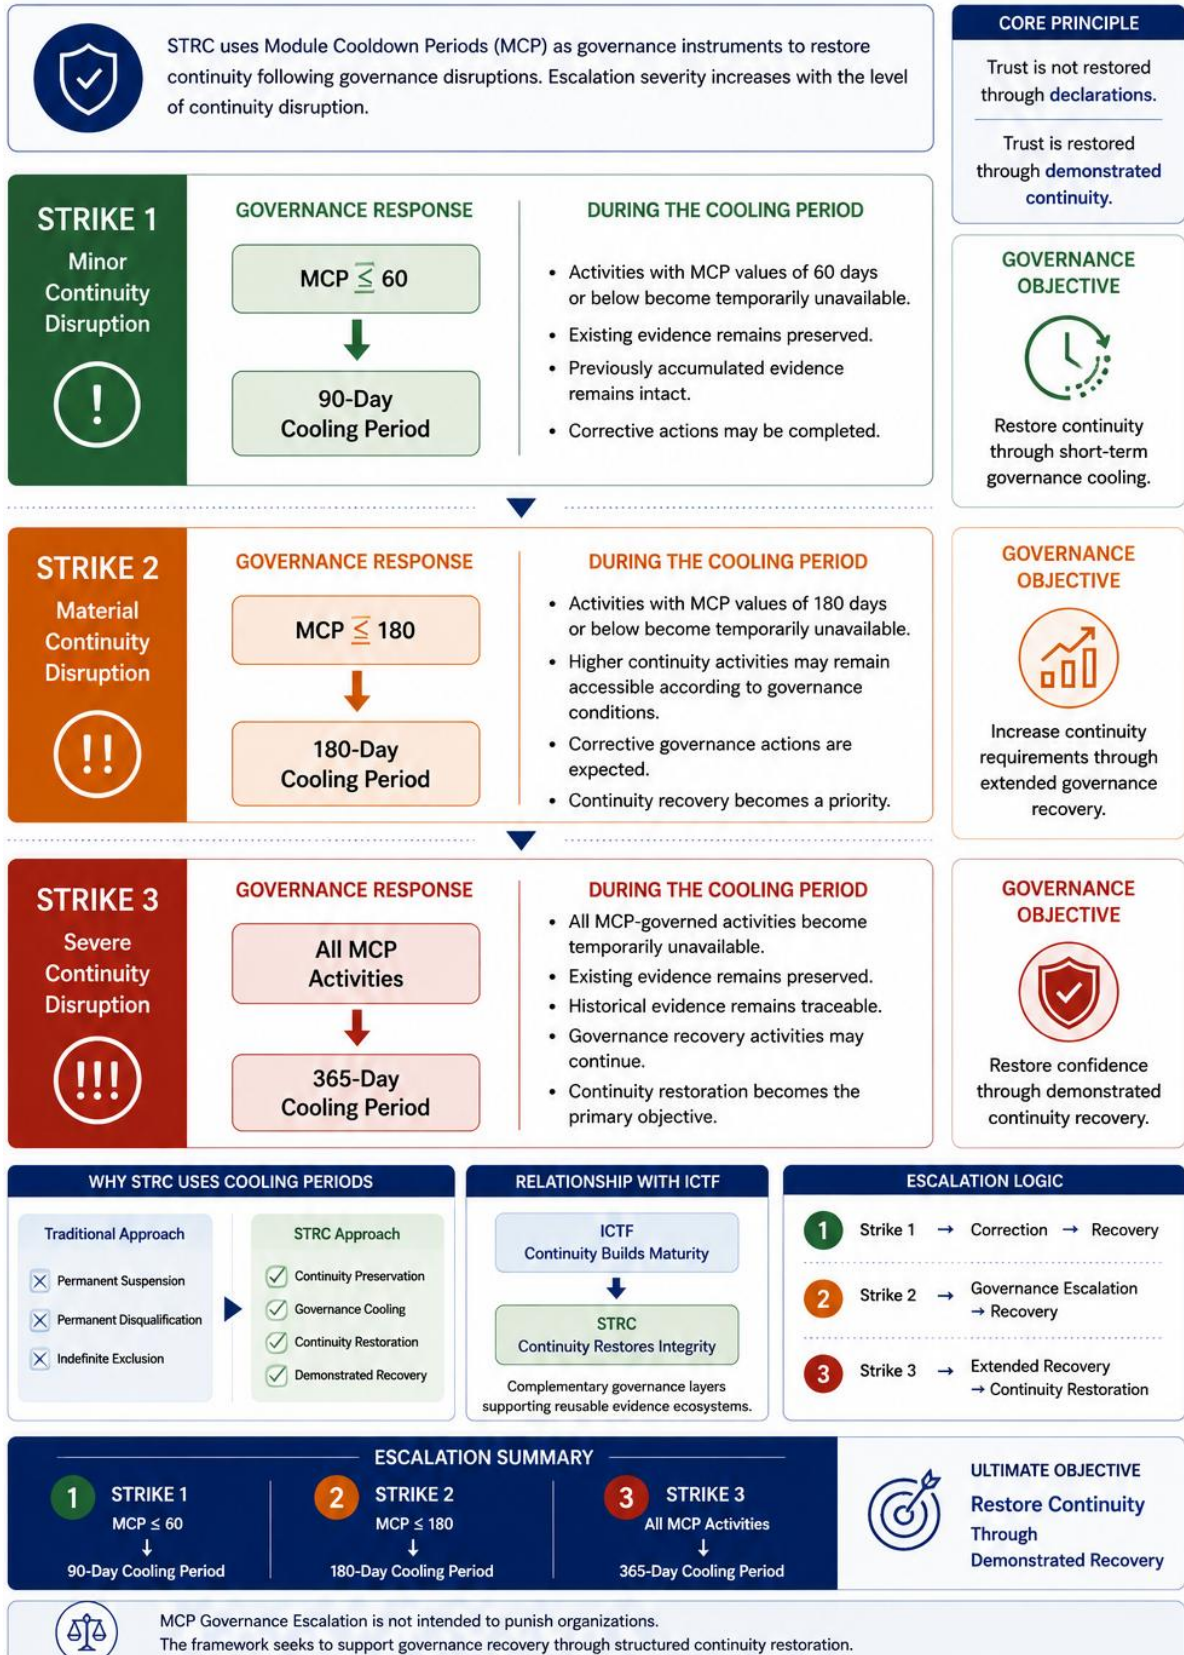 STRC uses Module Cooldown Periods (MCP) as governance instruments to restore
continuity following governance disruptions. Escalation severity increases with the level
of continuity disruption.
CORE PRINCIPLE
Trust is not restored
through declarations.
Trust is restored
through demonstrated
continuity.
STRIKE 1
Minor
Continuity
Disruption
!
GOVERNANCE RESPONSE
MCP ≤ 60
90-Day
Cooling Period
DURING THE COOLING PERIOD
• Activities with MCP values of 60 days
or below become temporarily unavailable.
• Existing evidence remains preserved.
• Previously accumulated evidence
remains intact.
• Corrective actions may be completed.
GOVERNANCE
OBJECTIVE
Restore continuity
through short-term
governance cooling.
STRIKE 2
Material
Continuity
Disruption
!!
GOVERNANCE RESPONSE
MCP ≤ 180
180-Day
Cooling Period
DURING THE COOLING PERIOD
• Activities with MCP values of 180 days
or below become temporarily unavailable.
• Higher continuity activities may remain
accessible according to governance
conditions.
• Corrective governance actions are
expected.
• Continuity recovery becomes a priority.
GOVERNANCE
OBJECTIVE
Increase continuity
requirements through
extended governance
recovery.
STRIKE 3
Severe
Continuity
Disruption
!!!
GOVERNANCE RESPONSE
All MCP
Activities
365-Day
Cooling Period
DURING THE COOLING PERIOD
• All MCP-governed activities become
temporarily unavailable.
• Existing evidence remains preserved.
• Historical evidence remains traceable.
• Governance recovery activities may
continue.
• Continuity restoration becomes the
primary objective.
GOVERNANCE
OBJECTIVE
Restore confidence
through demonstrated
continuity recovery.
WHY STRC USES COOLING PERIODS
Traditional Approach
Permanent Suspension
Permanent Disqualification
Indefinite Exclusion
STRC Approach
Continuity Preservation
Governance Cooling
Continuity Restoration
Demonstrated Recovery
RELATIONSHIP WITH ICTF
ICTF
Continuity Builds Maturity
STRC
Continuity Restores Integrity
Complementary governance layers
supporting reusable evidence ecosystems.
ESCALATION LOGIC
1 Strike 1 → Correction → Recovery
2 Strike 2 → Governance Escalation
→ Recovery
3 Strike 3 → Extended Recovery
→ Continuity Restoration
ESCALATION SUMMARY
1 STRIKE 1
MCP ≤ 60
↓
90-Day Cooling Period
2 STRIKE 2
MCP ≤ 180
↓
180-Day Cooling Period
3 STRIKE 3
All MCP Activities
↓
365-Day Cooling Period
ULTIMATE OBJECTIVE
Restore Continuity
Through
Demonstrated Recovery
MCP Governance Escalation is not intended to punish organizations.
The framework seeks to support governance recovery through structured continuity restoration.